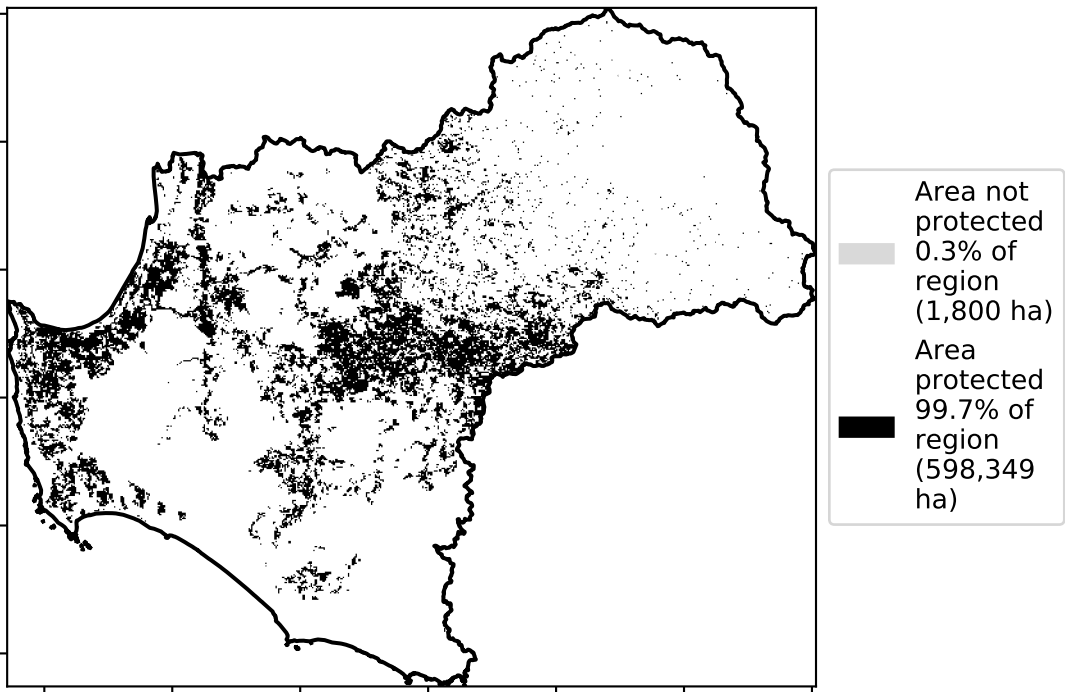 Area not
protected
0.3% of
region
(1,800 ha)
Area
protected
99.7% of
region
(598,349
ha)